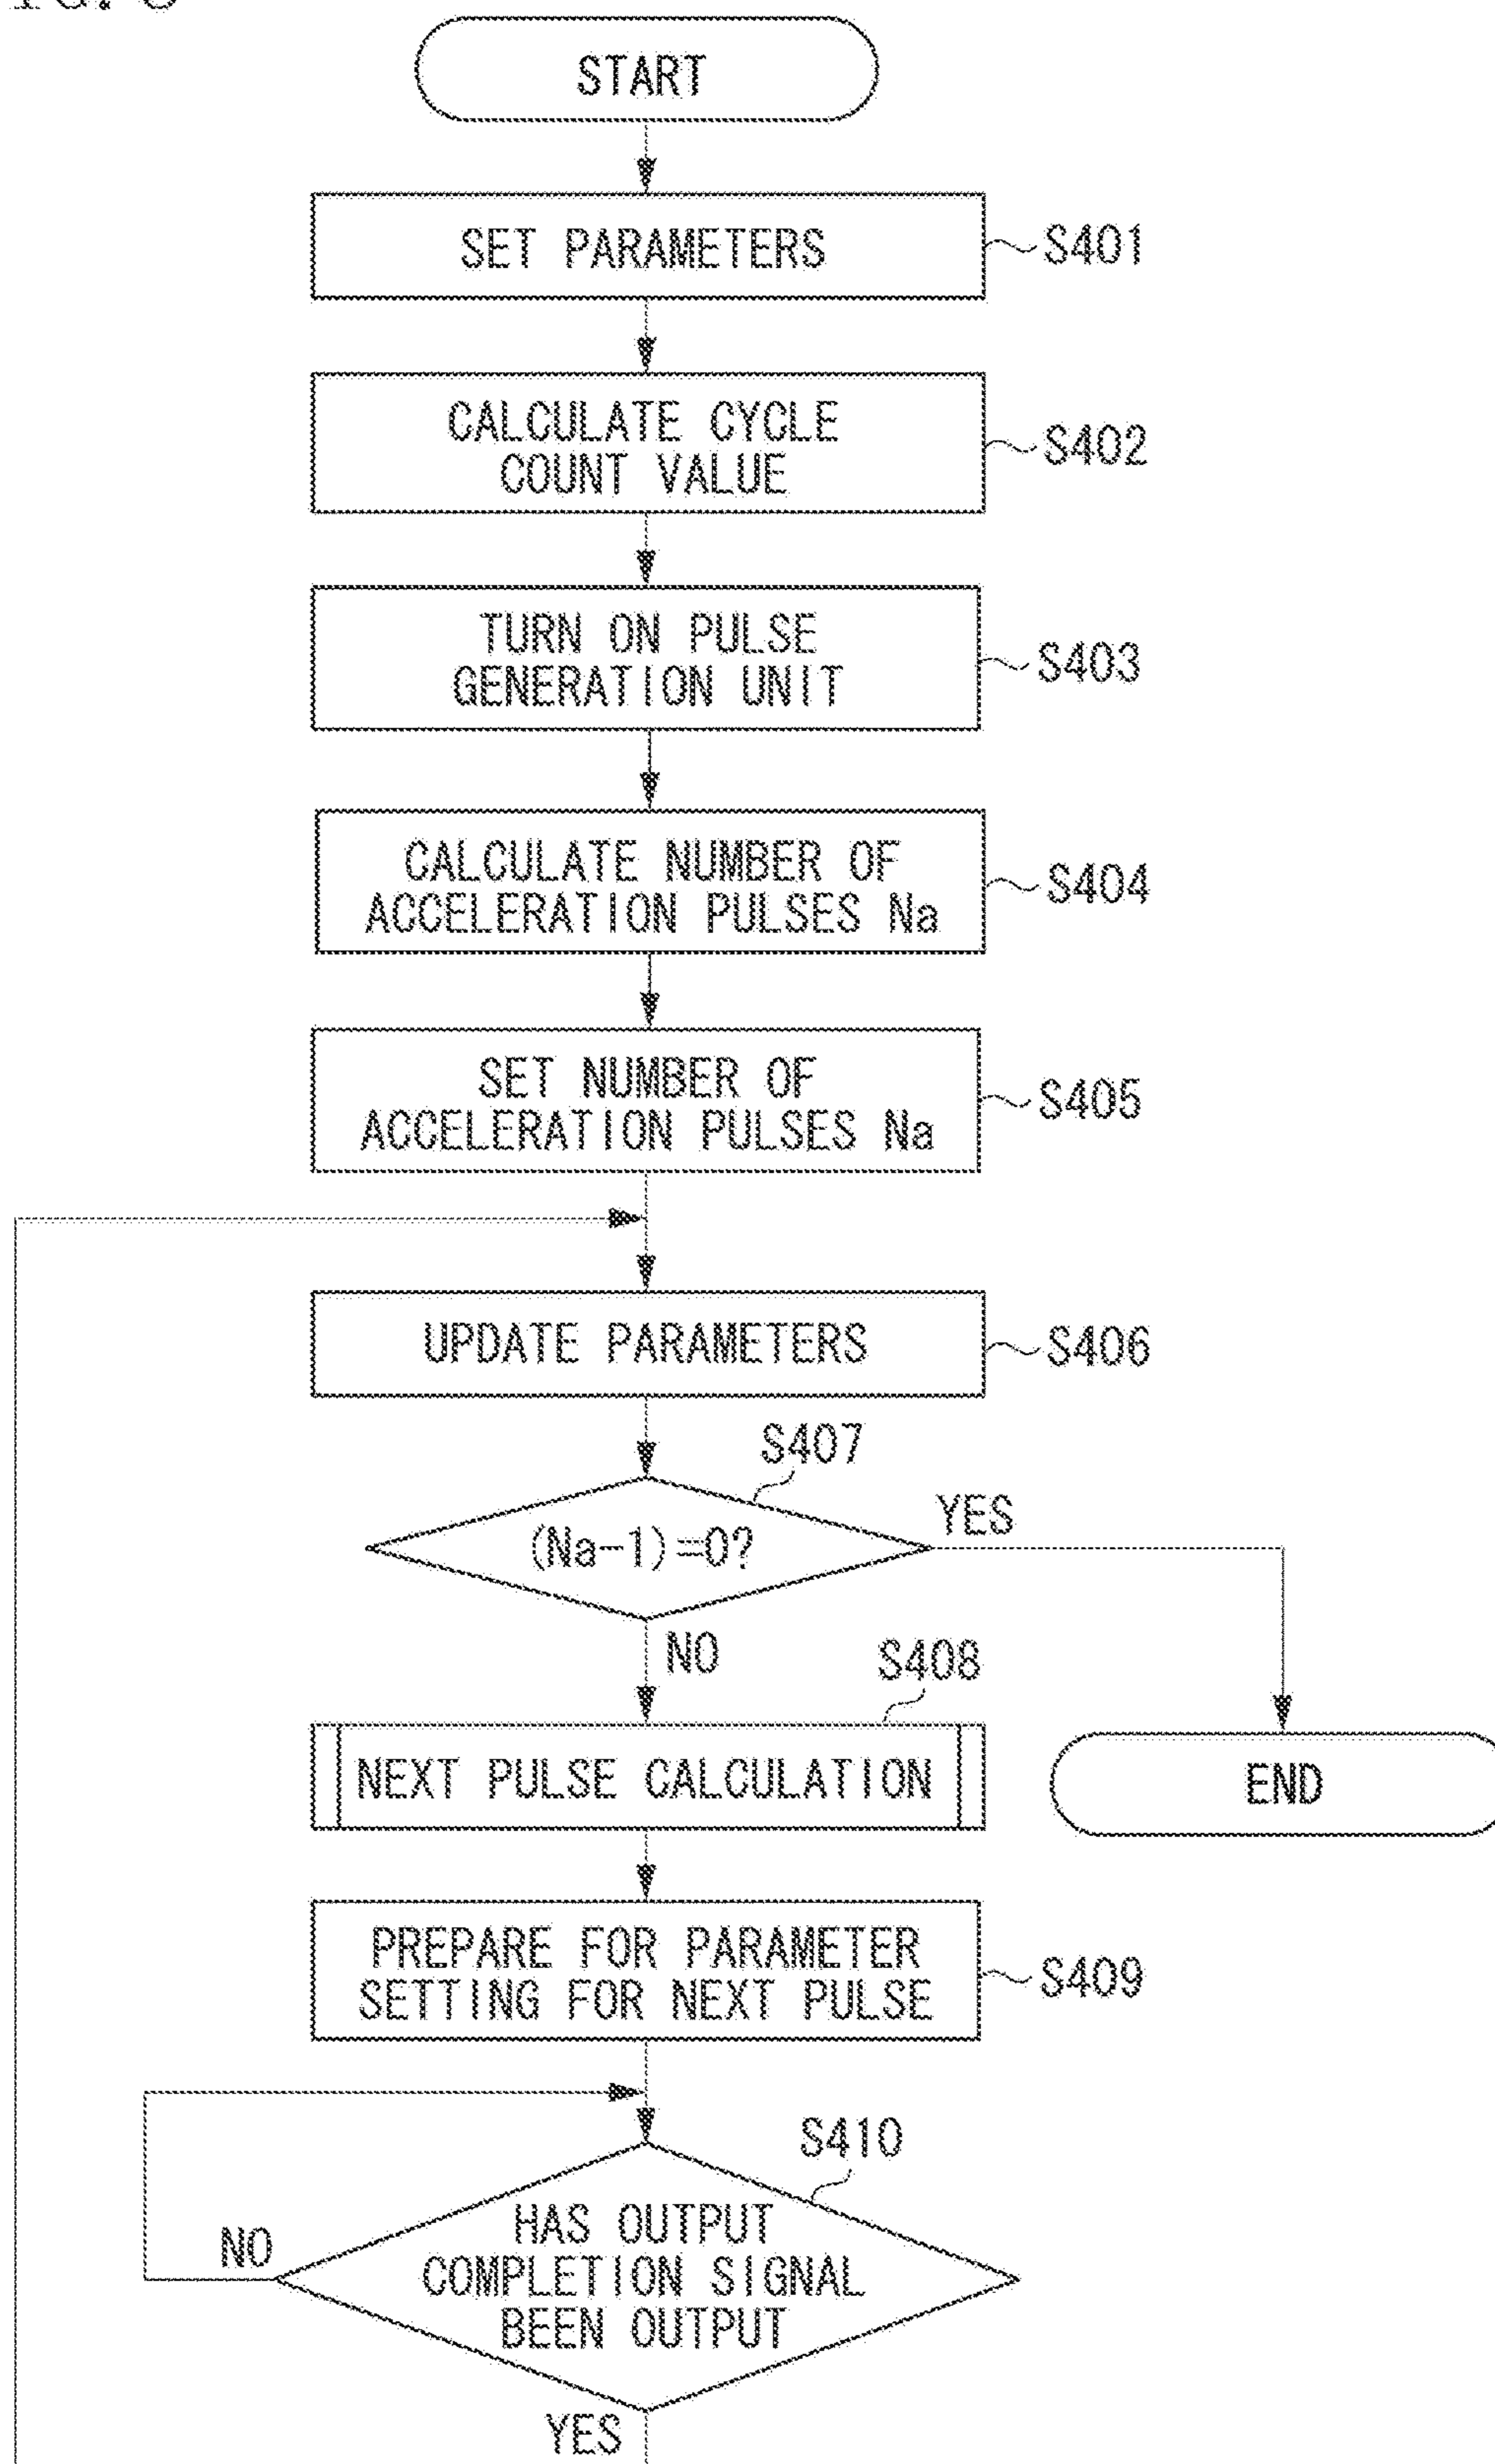 START
SET PARAMETERS
S401
CALCULATE CYCLE
COUNT VALUE
S402
TURN ON PULSE
GENERATION UNIT
S403
CALCULATE NUMBER OF
ACCELERATION PULSES Na
S404
SET NUMBER OF
ACCELERATION PULSES Na
S405
UPDATE PARAMETERS
S406
S407
(Na-1)=0?
YES
NO
S408
NEXT PULSE CALCULATION
END
PREPARE FOR PARAMETER
SETTING FOR NEXT PULSE
S409
S410
HAS OUTPUT
COMPLETION SIGNAL
BEEN OUTPUT
NO
YES